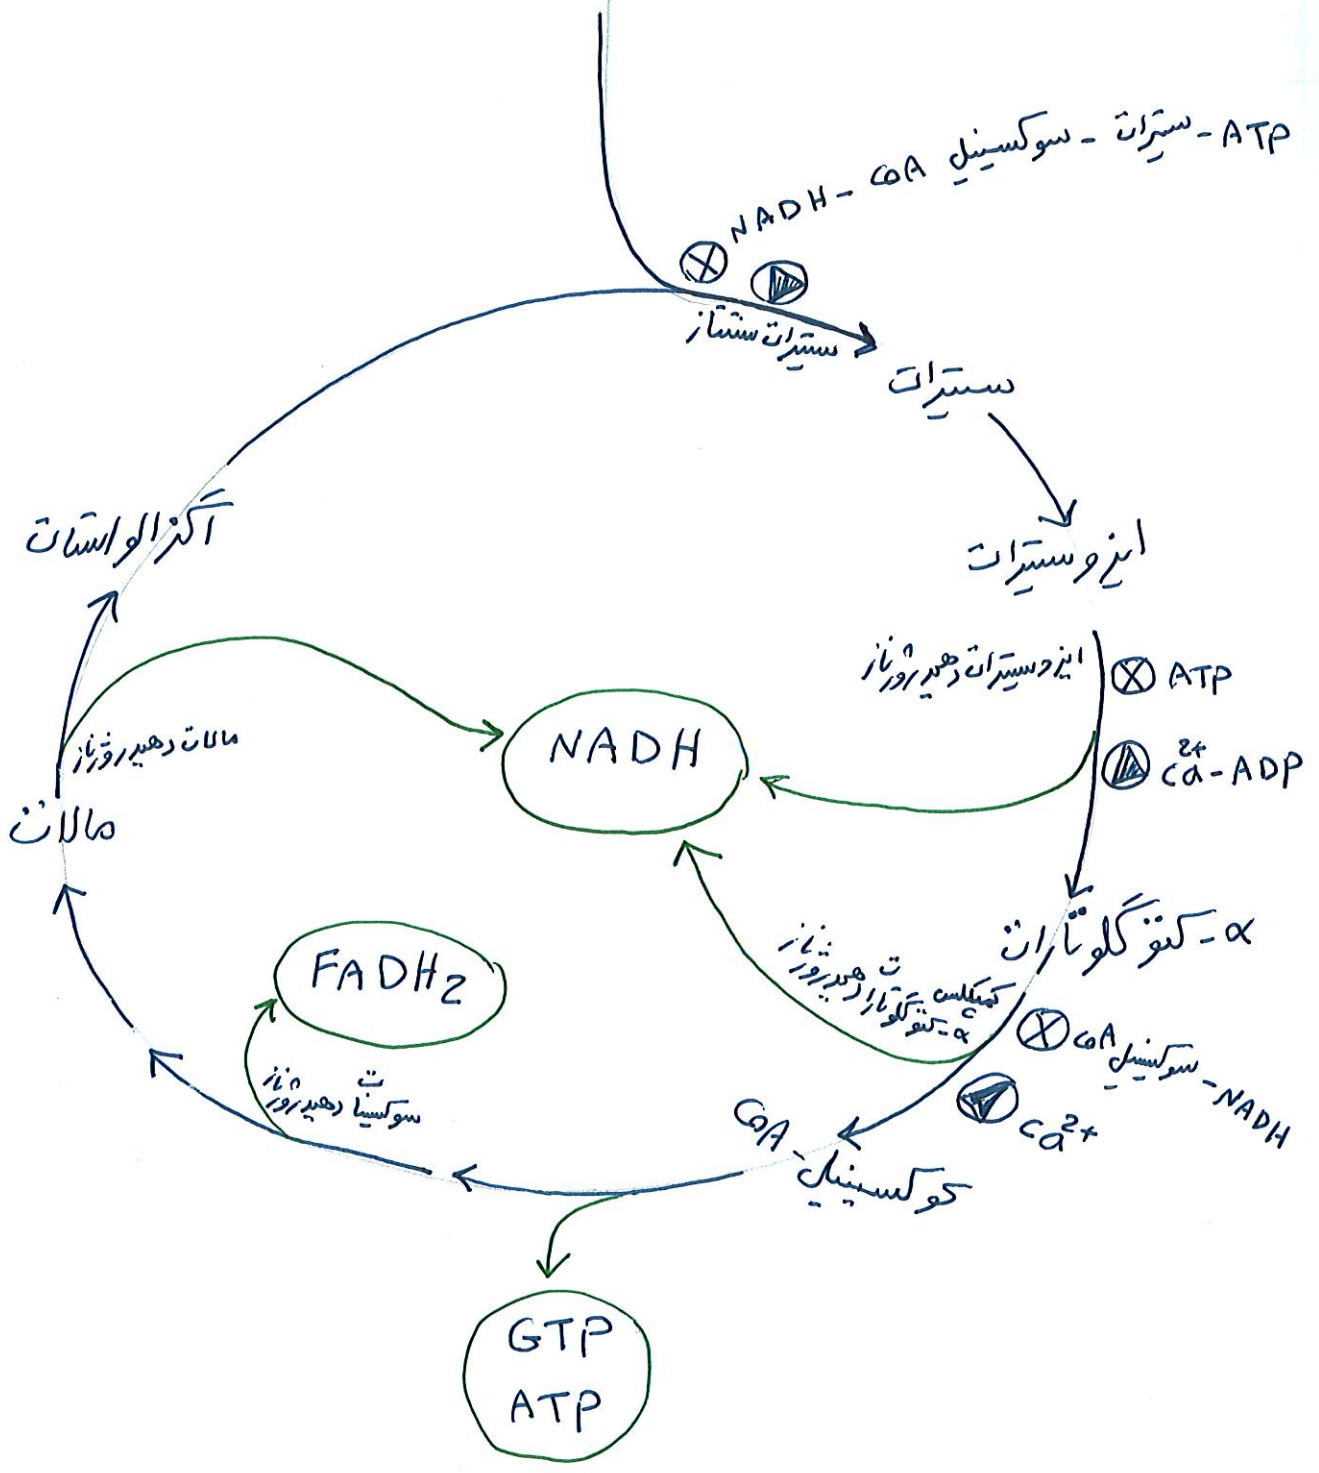 ATP - سیترات - سوکسینیل CoA - NADH
سیترات سنتتاز
سیترات
ایزوسیترات
ایزوسیترات دهیدروژناز
ATP
Ca2+ - ADP
α - کتوگلوتارات
کمپلکس
α - کتوگلوتارات دهیدروژناز
سوکسینیل CoA - NADH
Ca2+
سوکسینیل - CoA
GTP
ATP
سوکسینات دهیدروژناز
FADH2
NADH
مالات
مالات دهیدروژناز
اگزالواستات